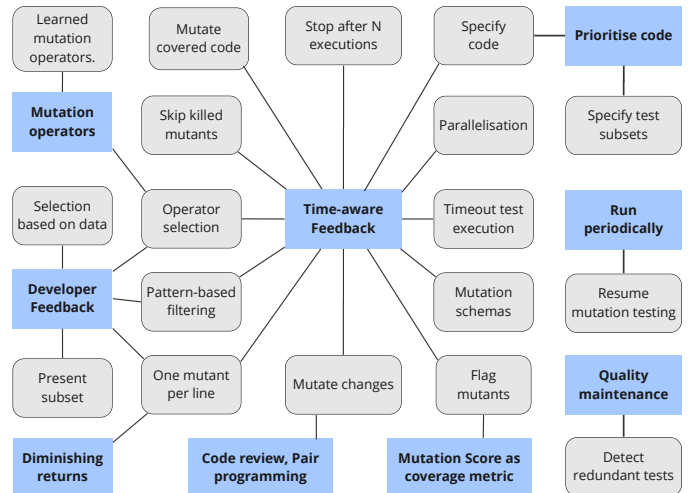 Learned
mutation
operators.
Mutate
covered code
Stop after N
executions
Specify
code
Prioritise code
Mutation
operators
Skip killed
mutants
Parallelisation
Specify test
subsets
Selection
based on data
Operator
selection
Time-aware
Feedback
Timeout test
execution
Run
periodically
Developer
Feedback
Pattern-based
filtering
Mutation
schemas
Resume
mutation testing
Present
subset
One mutant
per line
Mutate changes
Flag
mutants
Quality
maintenance
Diminishing
returns
Code review, Pair
programming
Mutation Score as
coverage metric
Detect
redundant tests